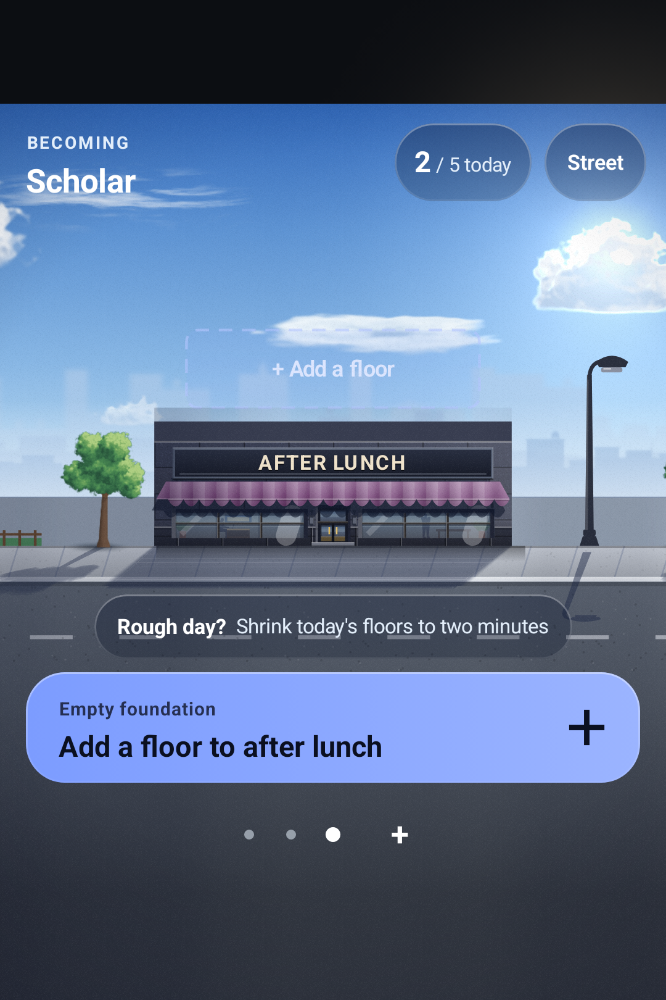 BECOMING
Scholar
2 / 5 today
Street
+ Add a floor
AFTER LUNCH
Rough day? Shrink today's floors to two minutes
Empty foundation
Add a floor to after lunch
+
+